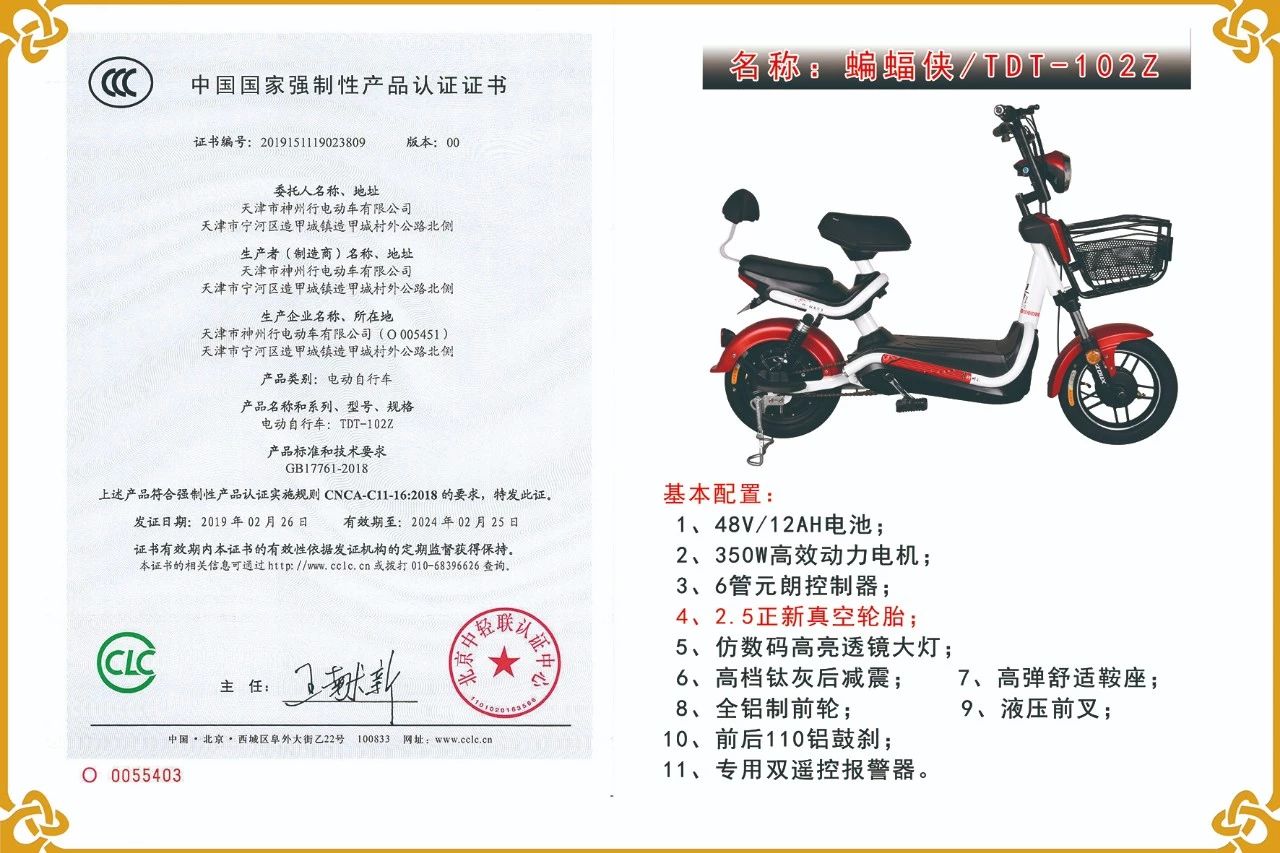 CCC
中国国家强制性产品认证证书
证书编号：2019151119023809 版本：00
委托人名称、地址
天津市神州行电动车有限公司
天津市宁河区造甲城镇造甲城村外公路北侧
生产者（制造商）名称、地址
天津市神州行电动车有限公司
天津市宁河区造甲城镇造甲城村外公路北侧
生产企业名称、所在地
天津市神州行电动车有限公司（O 005451）
天津市宁河区造甲城镇造甲城村外公路北侧
产品类别：电动自行车
产品名称和系列、型号、规格
电动自行车：TDT-102Z
产品标准和技术要求
GB17761-2018
上述产品符合强制性产品认证实施规则 CNCA-C11-16:2018 的要求，特发此证。
发证日期：2019 年 02 月 26 日 有效期至：2024 年 02 月 25 日
证书有效期内本证书的有效性依据发证机构的定期监督获得保持。
本证书的相关信息可通过 http://www.cclc.cn 或拨打 010-68396626 查询。
CLC
主 任：王献新
北京中轻联认证中心
中国·北京·西城区阜外大街乙22号 100833 网址：www.cclc.cn
O 0055403
名称：蝙蝠侠/TDT-102Z
基本配置：
1、48V/12AH电池；
2、350W高效动力电机；
3、6管元朗控制器；
4、2.5正新真空轮胎；
5、仿数码高亮透镜大灯；
6、高档钛灰后减震； 7、高弹舒适鞍座；
8、全铝制前轮； 9、液压前叉；
10、前后110铝鼓刹；
11、专用双遥控报警器。